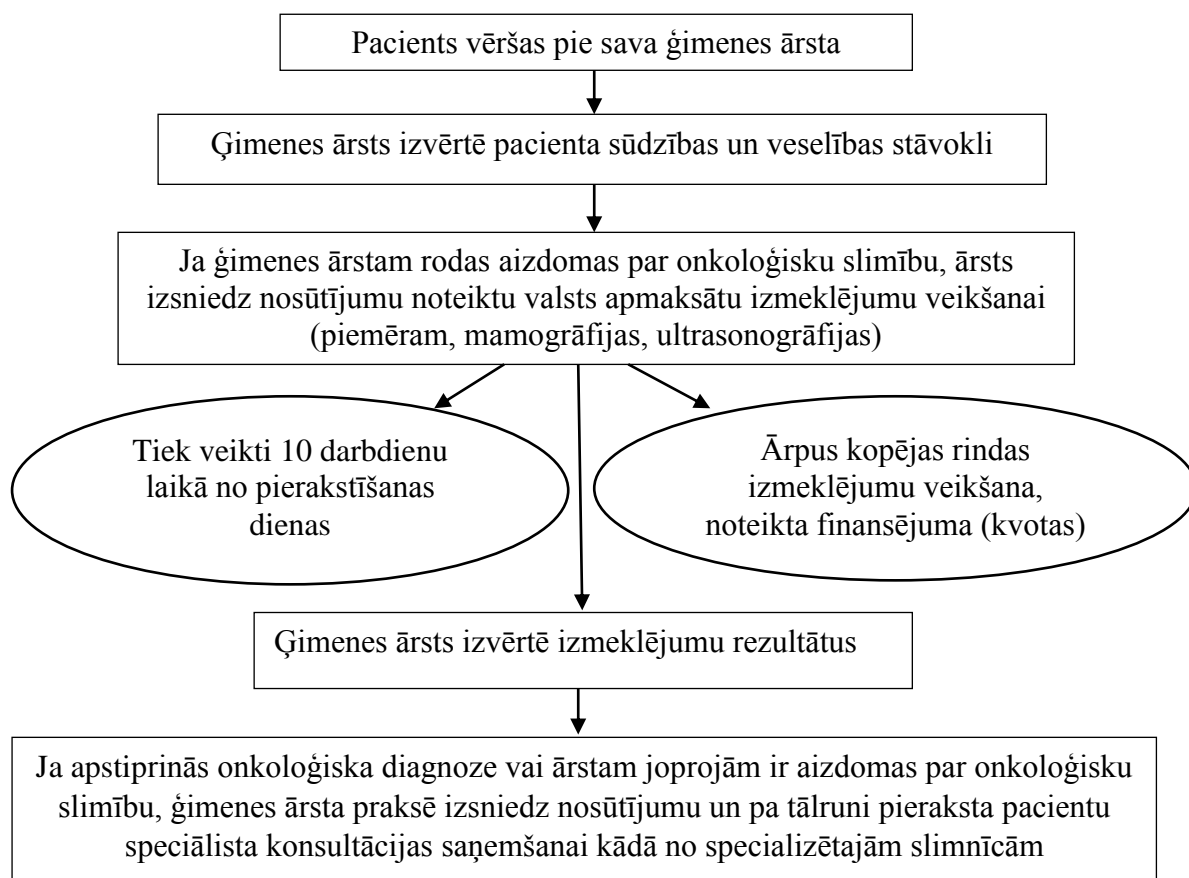 Pacients vēršas pie sava ģimenes ārsta
Ģimenes ārsts izvērtē pacienta sūdzības un veselības stāvokli
Ja ģimenes ārstam rodas aizdomas par onkoloģisku slimību, ārsts
izsniedz nosūtījumu noteiktu valsts apmaksātu izmeklējumu veikšanai
(piemēram, mamogrāfijas, ultrasonogrāfijas)
Tiek veikti 10 darbdienu
laikā no pierakstīšanas
dienas
Ārpus kopējas rindas
izmeklējumu veikšana,
noteikta finansējuma (kvotas)
Ģimenes ārsts izvērtē izmeklējumu rezultātus
Ja apstiprinās onkoloģiska diagnoze vai ārstam joprojām ir aizdomas par onkoloģisku
slimību, ģimenes ārsta praksē izsniedz nosūtījumu un pa tālruni pieraksta pacientu
speciālista konsultācijas saņemšanai kādā no specializētajām slimnīcām